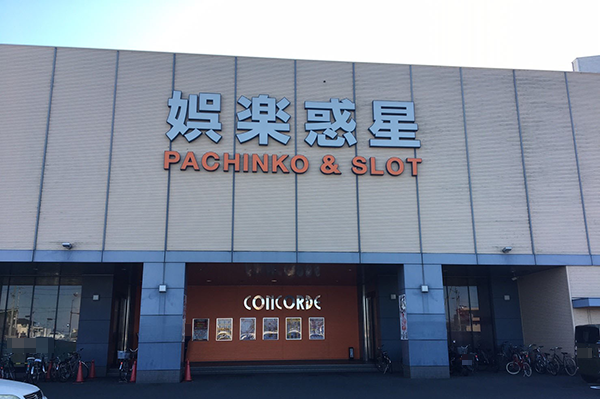 娯楽惑星
PACHINKO & SLOT
CONCORDE